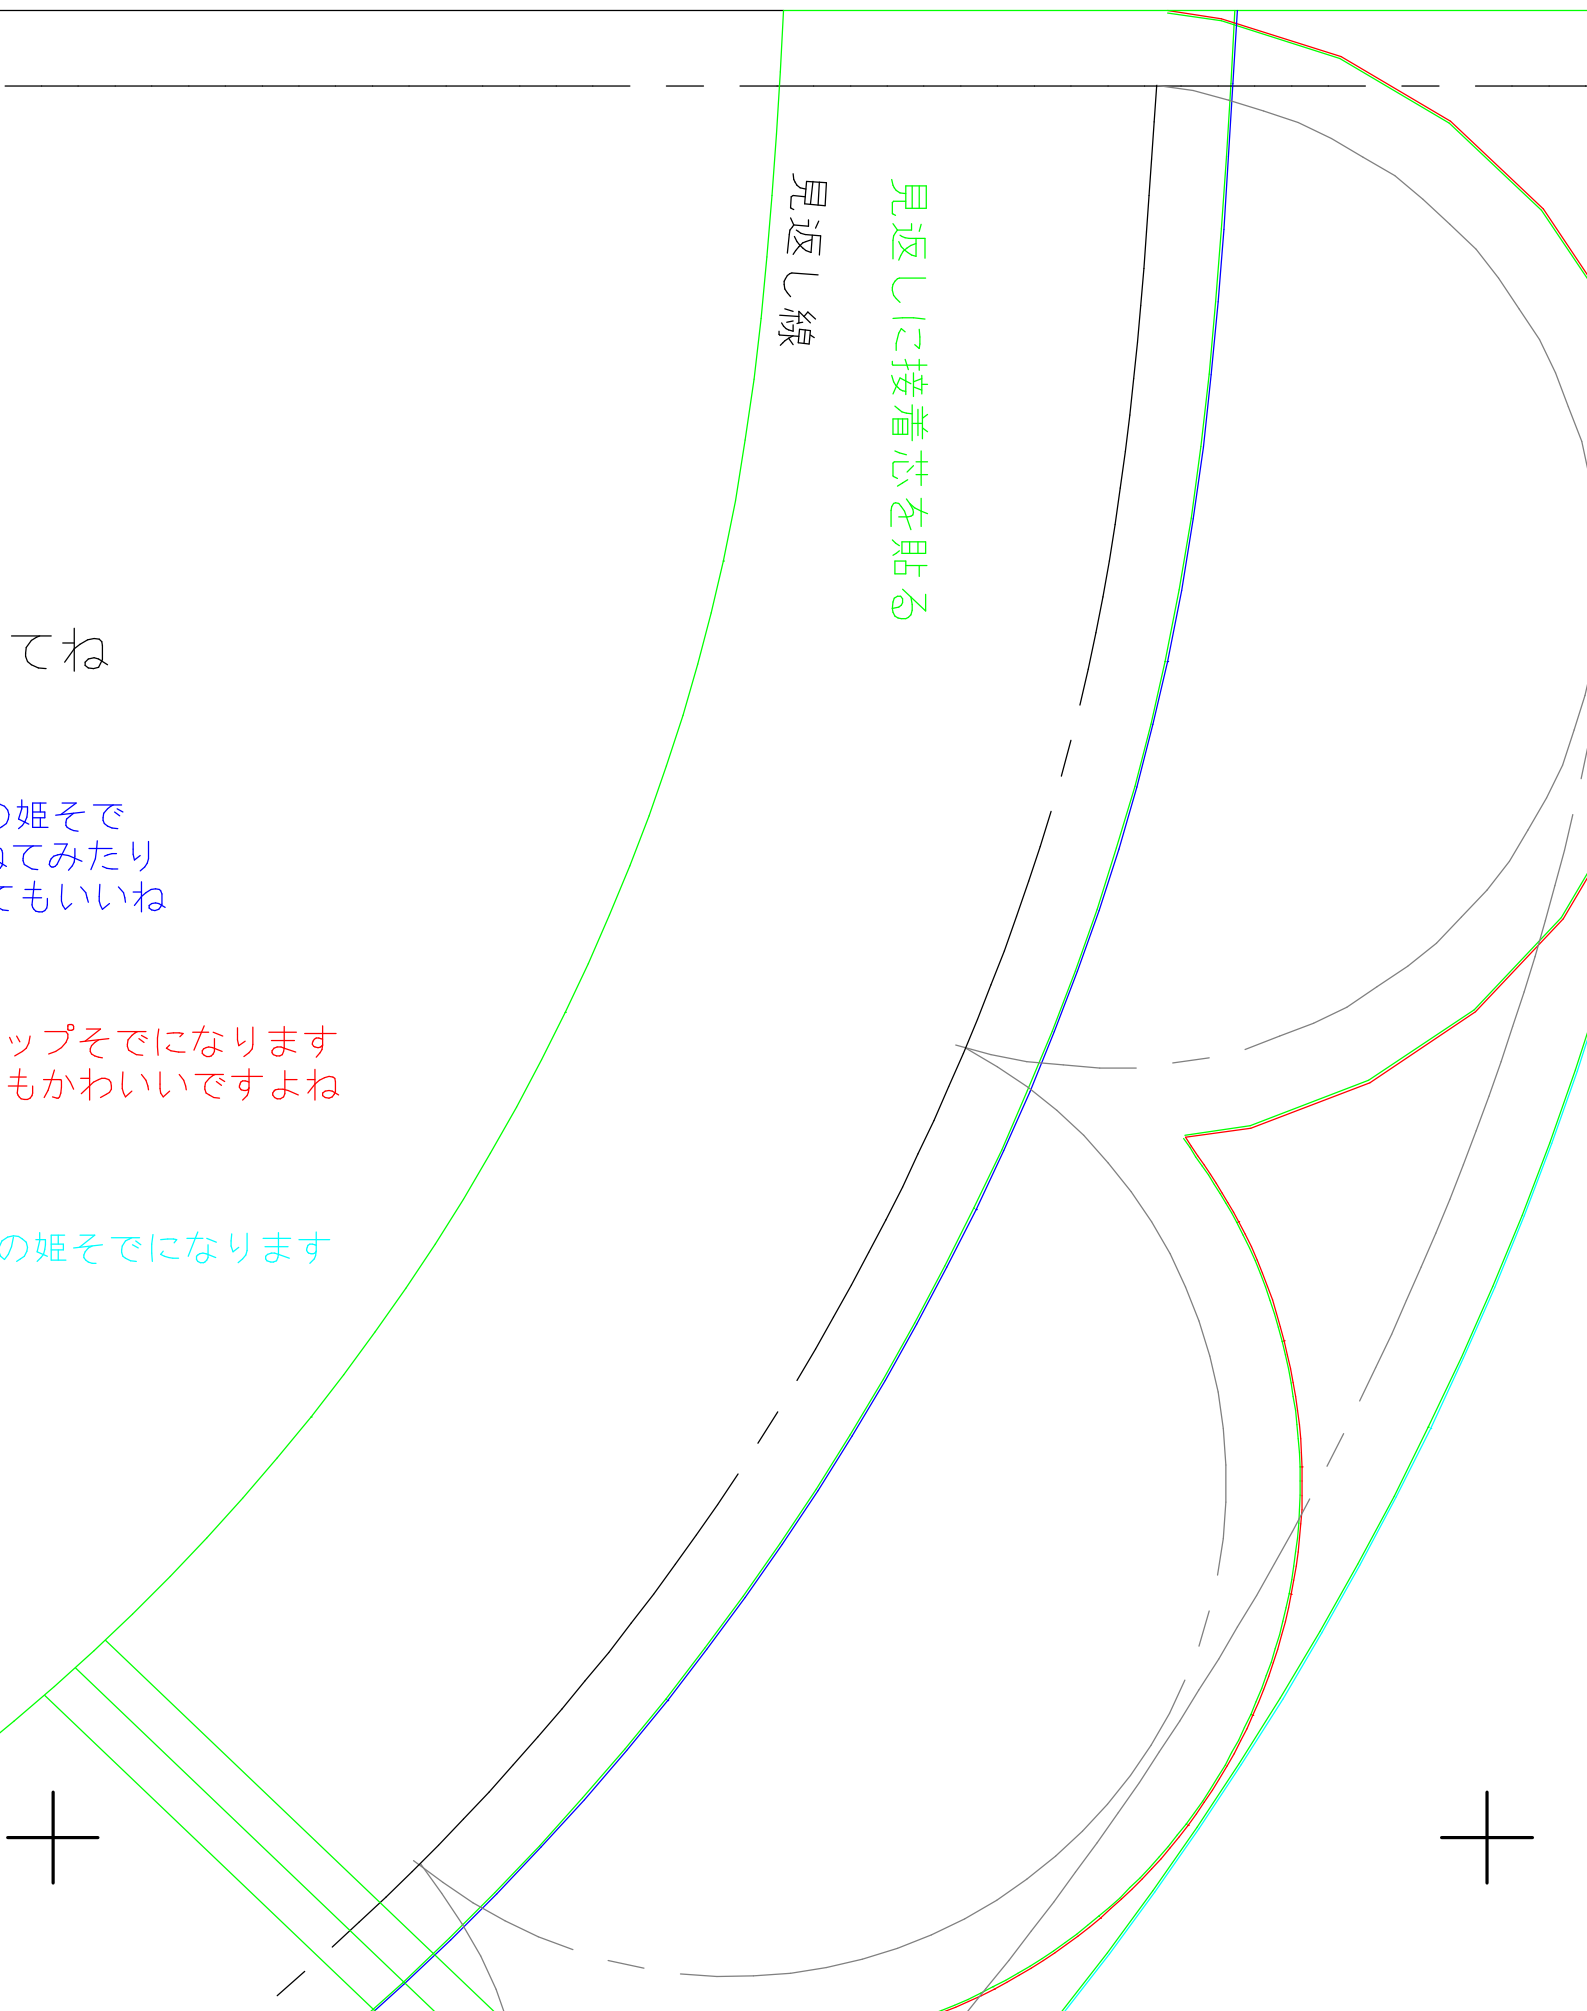 見返し線
見返しに接着芯を貼る
てね
の姫そで
ねてみたり
てもいいね
ップそでになります
もかわいいですよね
の姫そでになります